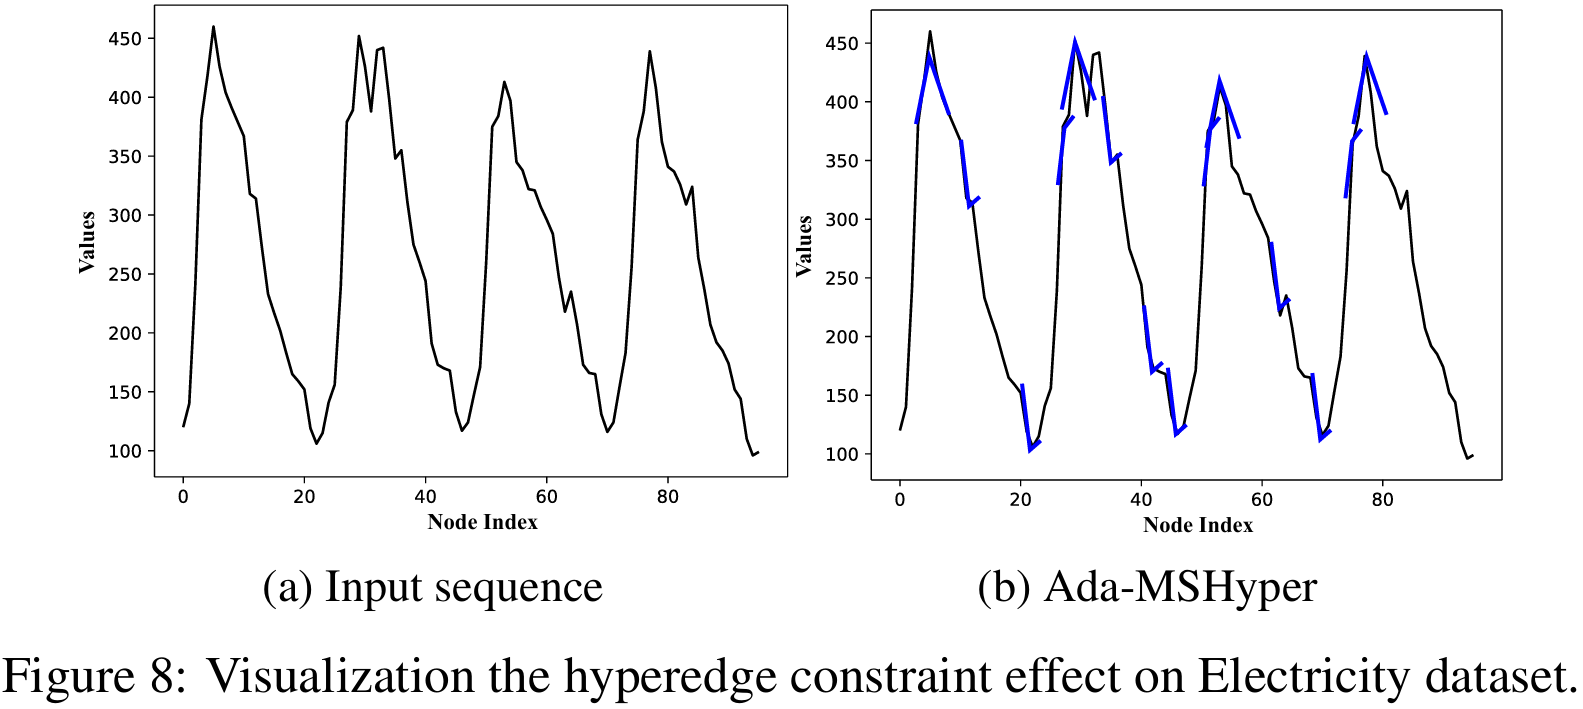 450
400
350
300
250
200
150
100
Values
0 20 40 60 80
Node Index
(a) Input sequence
450
400
350
300
250
200
150
100
Values
0 20 40 60 80
Node Index
(b) Ada-MSHyper
Figure 8: Visualization the hyperedge constraint effect on Electricity dataset.